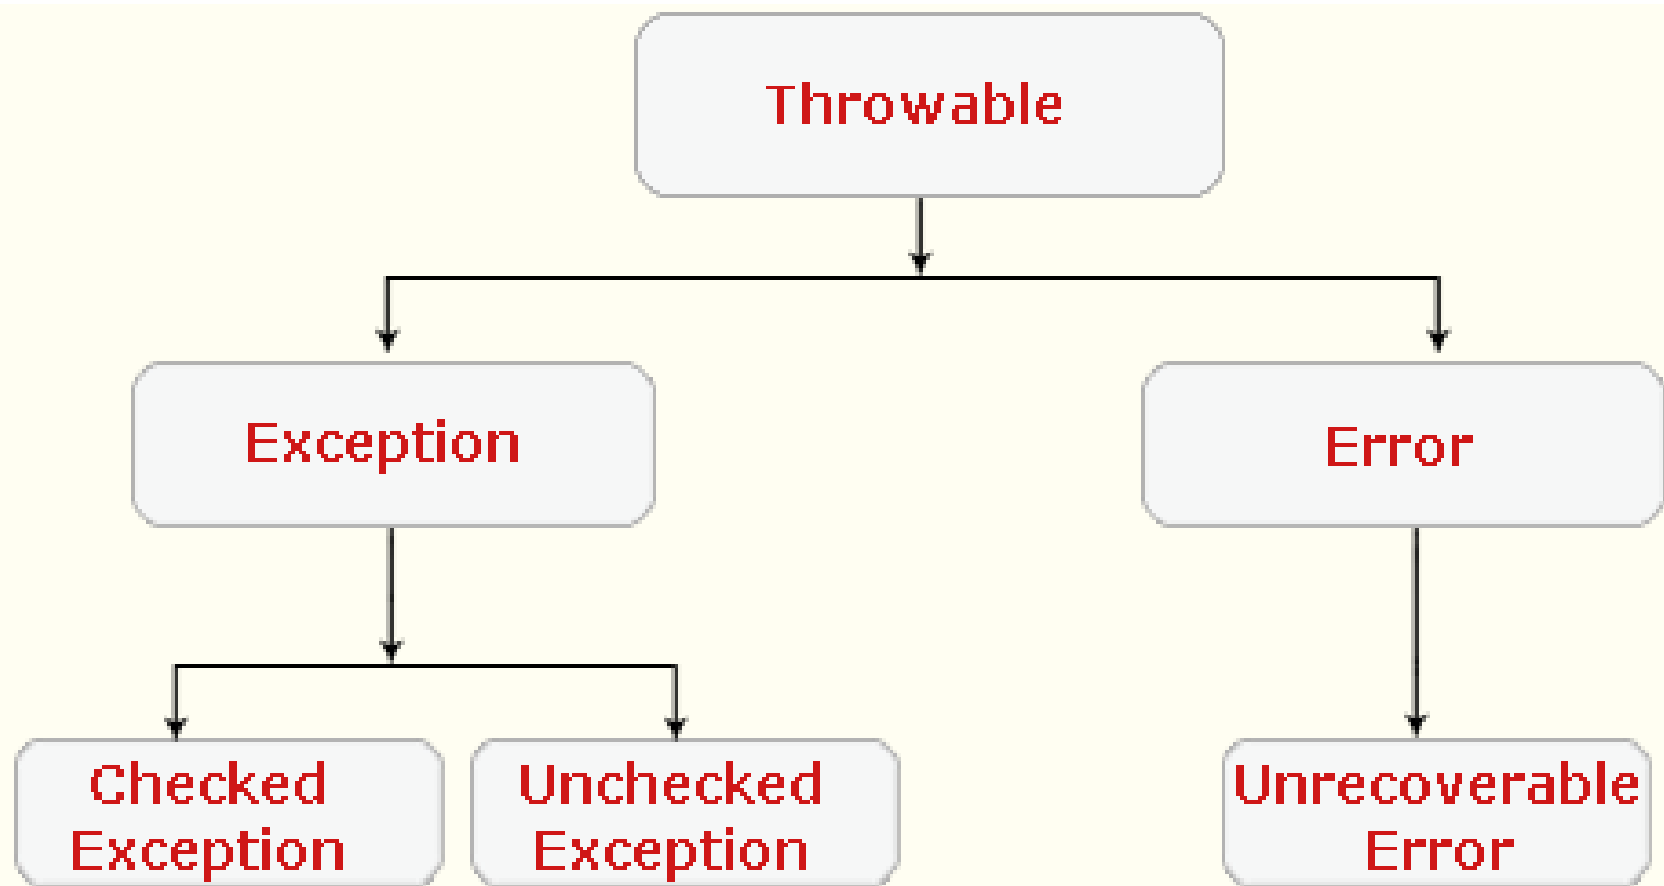 Throwable
Exception
Error
Checked
Exception
Unchecked
Exception
Unrecoverable
Error